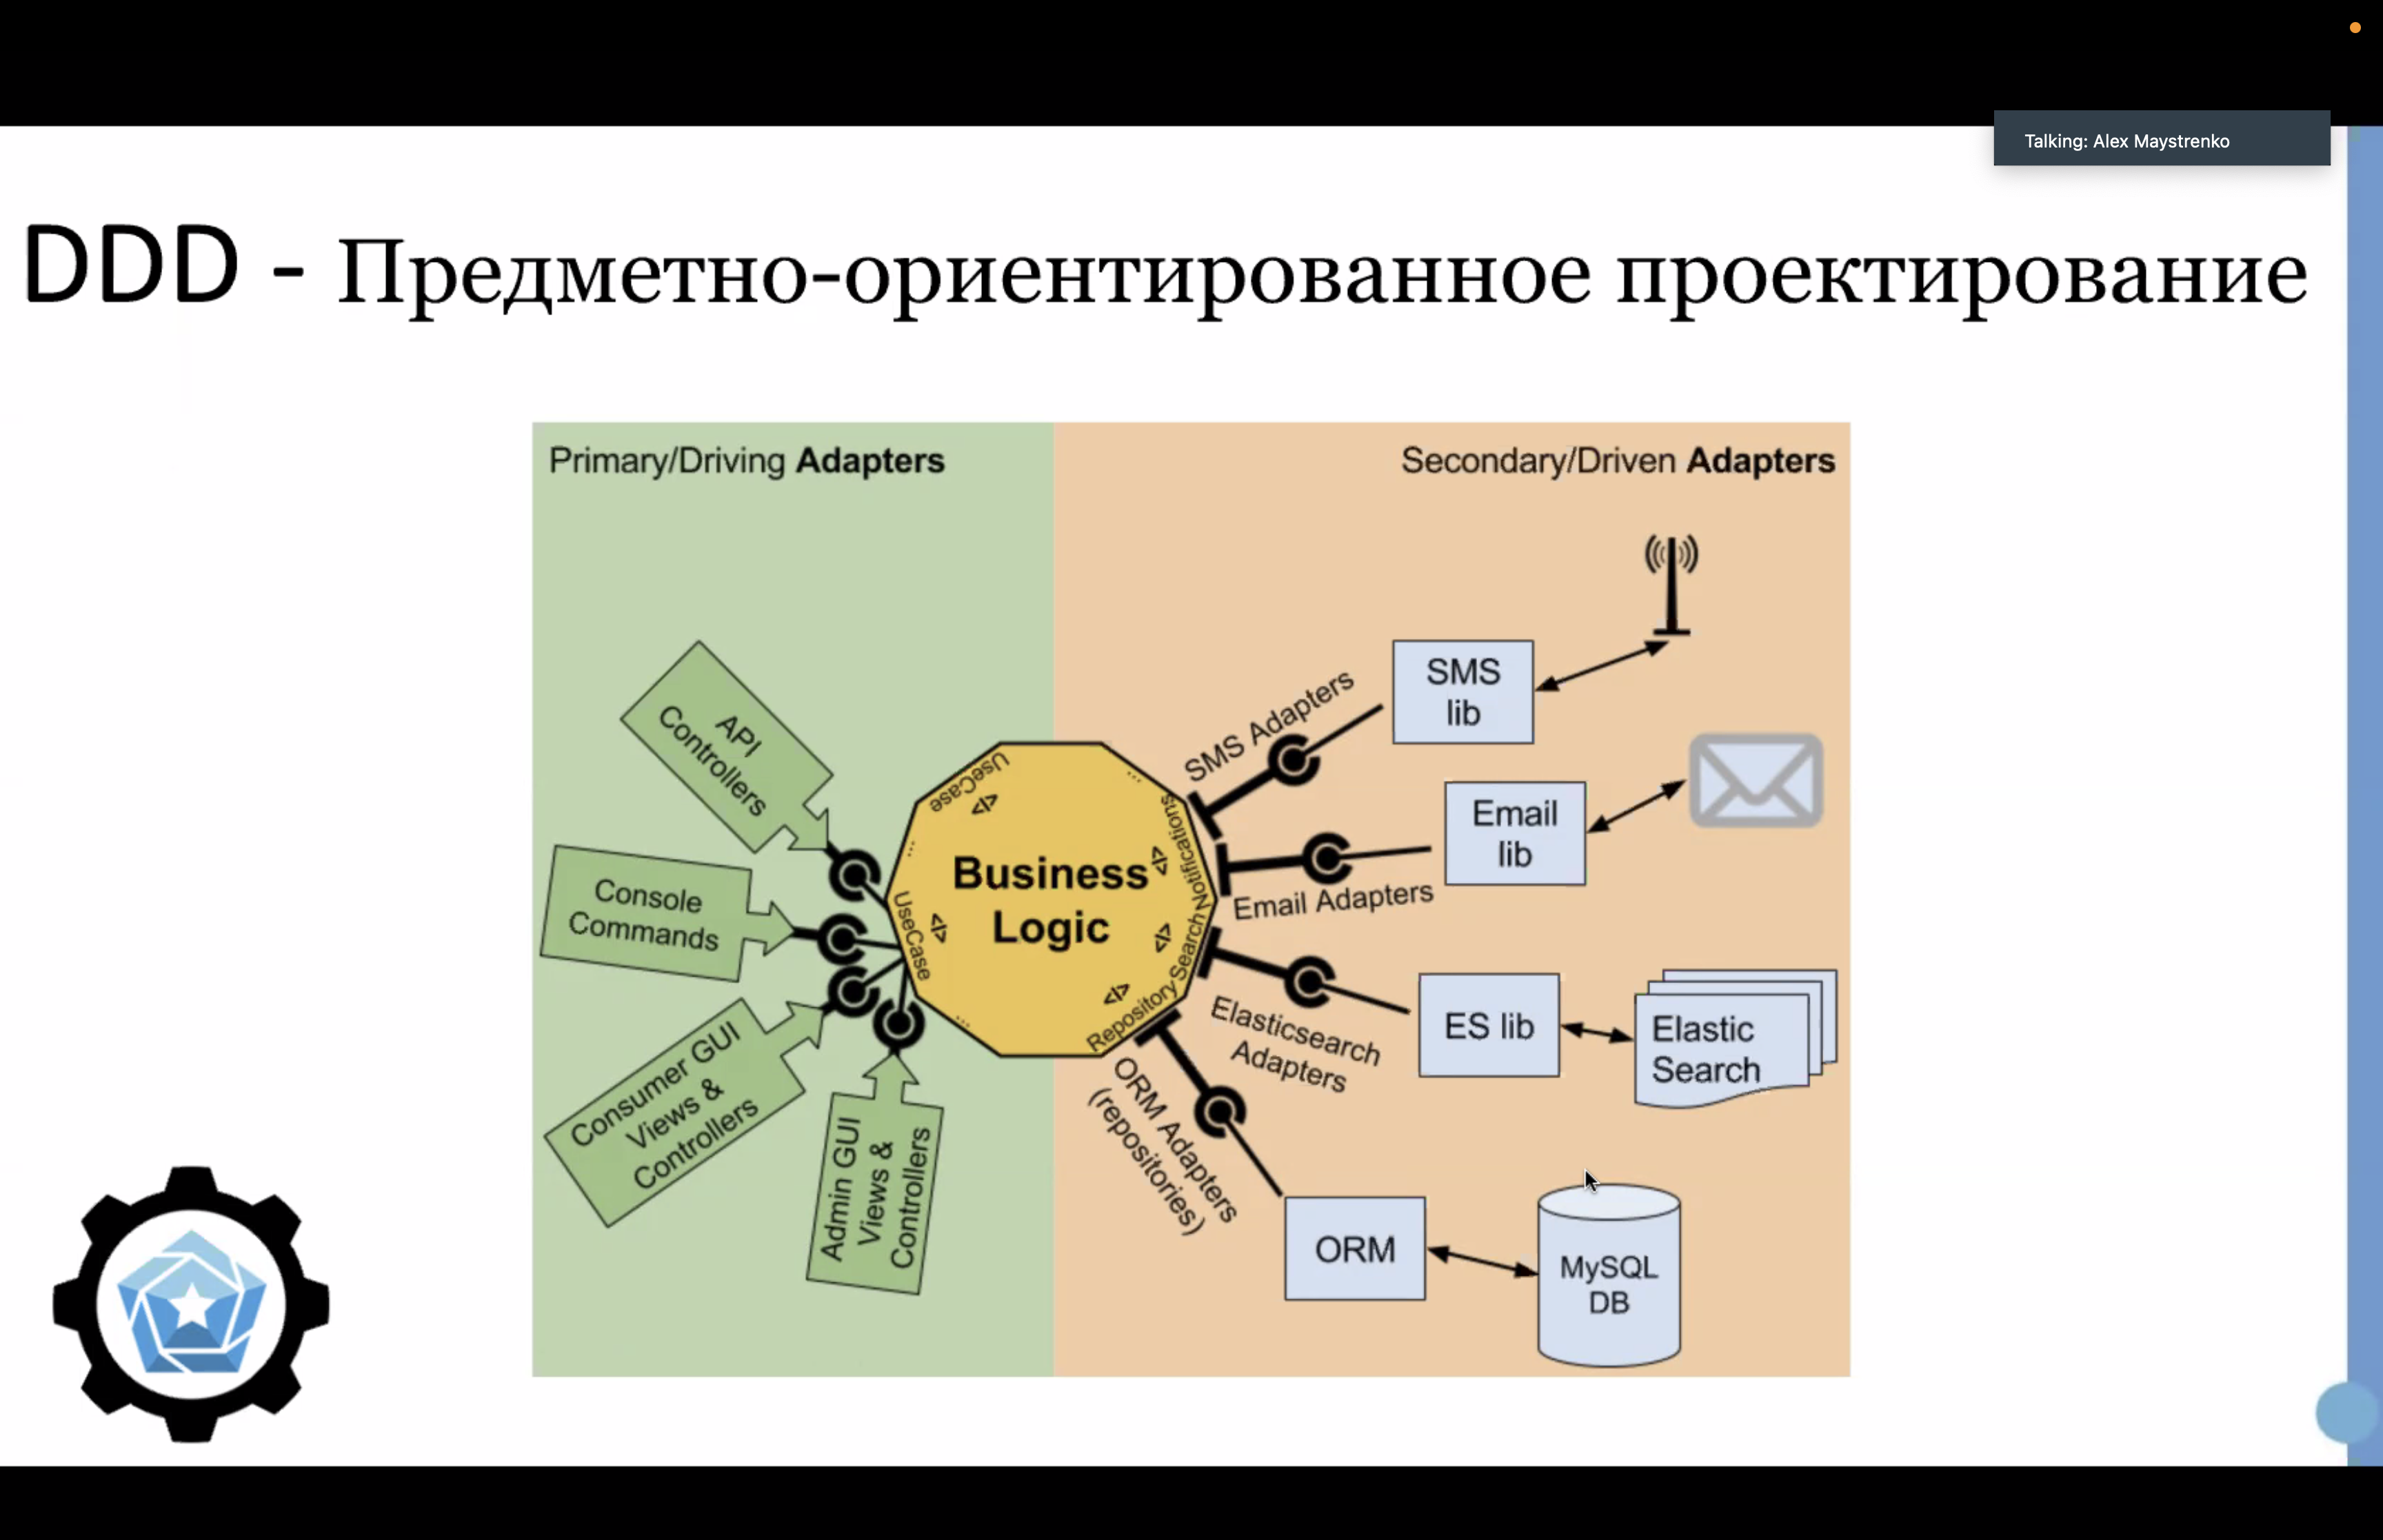 Talking: Alex Maystrenko
DDD - Предметно-ориентированное проектирование
Primary/Driving Adapters
Secondary/Driven Adapters
API
Controllers
Console
Commands
Consumer GUI
Views &
Controllers
Admin GUI
Views &
Controllers
UseCase
</>
...
UseCase
</>
...
Business
Logic
...
Notifications
</>
Search
</>
Repository
</>
SMS Adapters
SMS
lib
Email Adapters
Email
lib
Elasticsearch
Adapters
ES lib
Elastic
Search
ORM Adapters
(repositories)
ORM
MySQL
DB